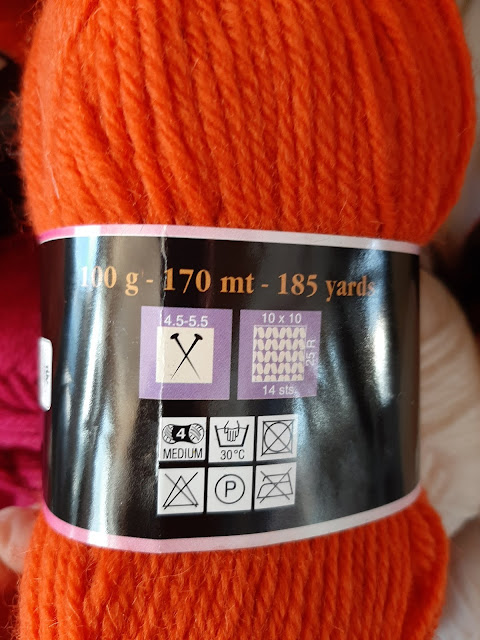 100 g - 170 mt - 185 yards
4.5-5.5
10 x 10
25 R
14 sts.
4
MEDIUM
30°C
P